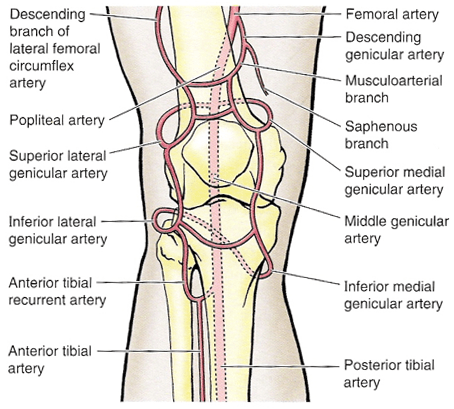 Descending
branch of
lateral femoral
circumflex
artery
Popliteal artery
Superior lateral
genicular artery
Inferior lateral
genicular artery
Anterior tibial
recurrent artery
Anterior tibial
artery
Femoral artery
Descending
genicular artery
Musculoarterial
branch
Saphenous
branch
Superior medial
genicular artery
Middle genicular
artery
Inferior medial
genicular artery
Posterior tibial
artery